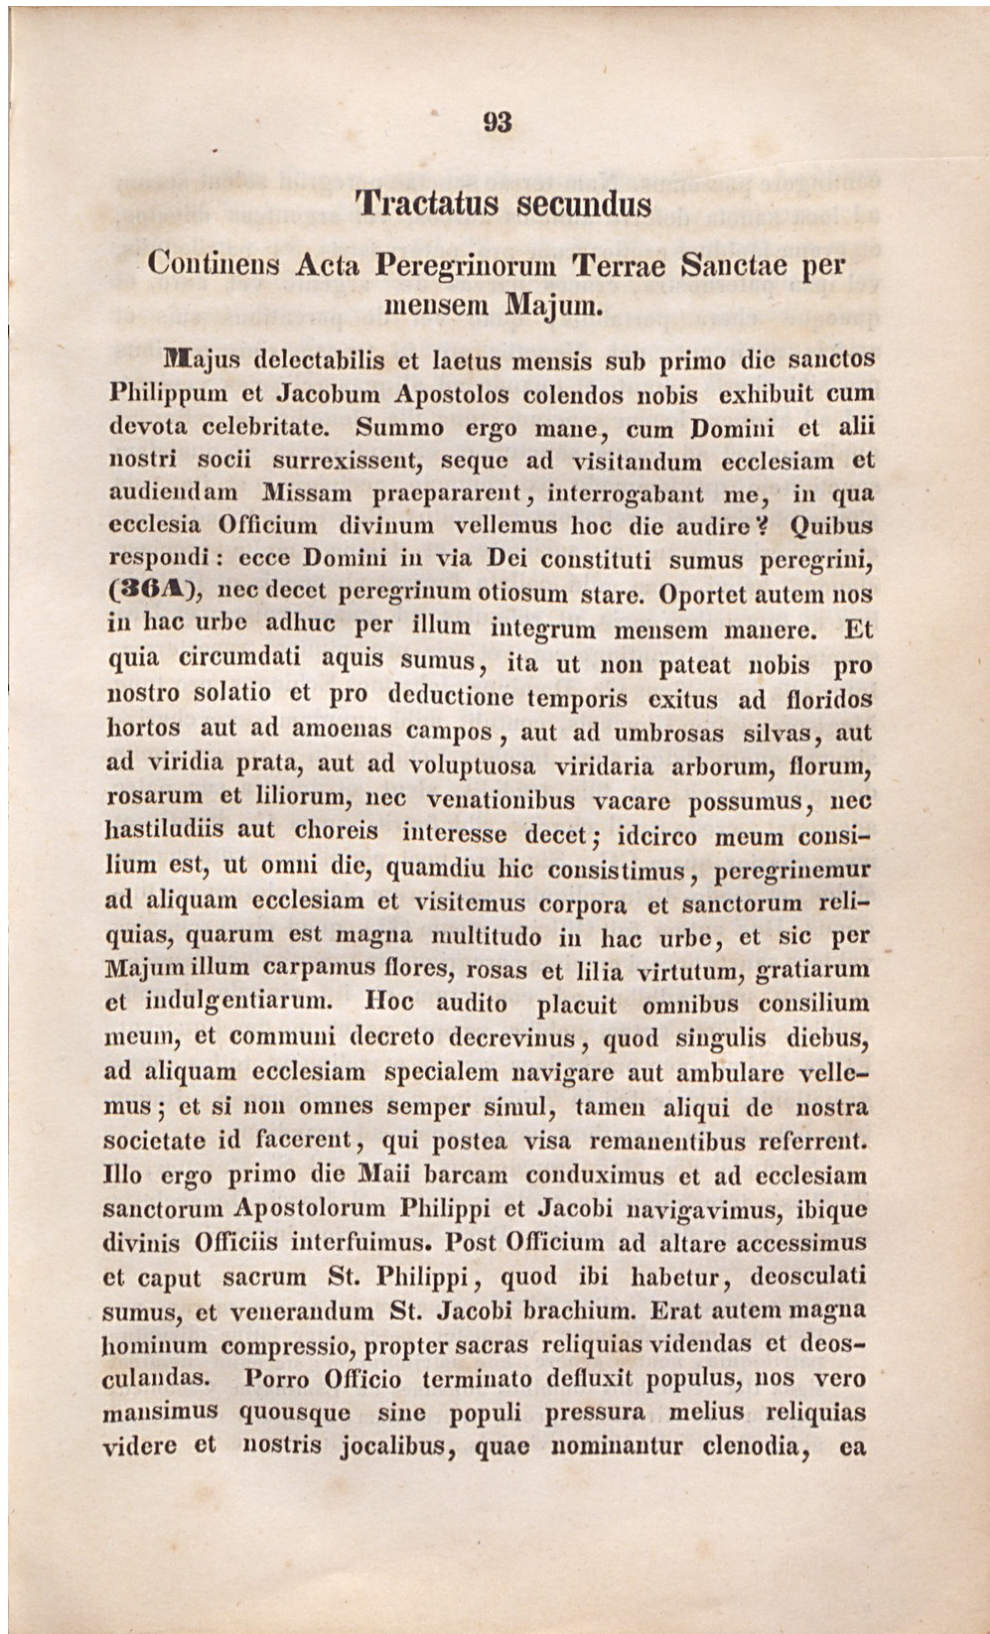 93
Tractatus secundus
Continens Acta Peregrinorum Terrae Sanctae per
mensem Majum.
Majus delectabilis et laetus mensis sub primo die sanctos
Philippum et Jacobum Apostolos colendos nobis exhibuit cum
devota celebritate. Summo ergo mane, cum Domini et alii
nostri socii surrexissent, seque ad visitandum ecclesiam et
audiendam Missam praepararent, interrogabant me, in qua
ecclesia Officium divinum vellemus hoc die audire? Quibus
respondi: ecce Domini in via Dei constituti sumus peregrini,
(36A), nec decet peregrinum otiosum stare. Oportet autem nos
in hac urbe adhuc per illum integrum mensem manere. Et
quia circumdati aquis sumus, ita ut non pateat nobis pro
nostro solatio et pro deductione temporis exitus ad floridos
hortos aut ad amoenas campos, aut ad umbrosas silvas, aut
ad viridia prata, aut ad voluptuosa viridaria arborum, florum,
rosarum et liliorum, nec venationibus vacare possumus, nec
hastiludiis aut choreis interesse decet; idcirco meum consi-
lium est, ut omni die, quamdiu hic consistimus, peregrinemur
ad aliquam ecclesiam et visitemus corpora et sanctorum reli-
quias, quarum est magna multitudo in hac urbe, et sic per
Majum illum carpamus flores, rosas et lilia virtutum, gratiarum
et indulgentiarum. Hoc audito placuit omnibus consilium
meum, et communi decreto decrevinus, quod singulis diebus,
ad aliquam ecclesiam specialem navigare aut ambulare velle-
mus; et si non omnes semper simul, tamen aliqui de nostra
societate id facerent, qui postea visa remanentibus referrent.
Illo ergo primo die Maii barcam conduximus et ad ecclesiam
sanctorum Apostolorum Philippi et Jacobi navigavimus, ibique
divinis Officiis interfuimus. Post Officium ad altare accessimus
et caput sacrum St. Philippi, quod ibi habetur, deosculati
sumus, et venerandum St. Jacobi brachium. Erat autem magna
hominum compressio, propter sacras reliquias videndas et deos-
culandas. Porro Officio terminato defluxit populus, nos vero
mansimus quousque sine populi pressura melius reliquias
videre et nostris jocalibus, quae nominantur clenodia, ea